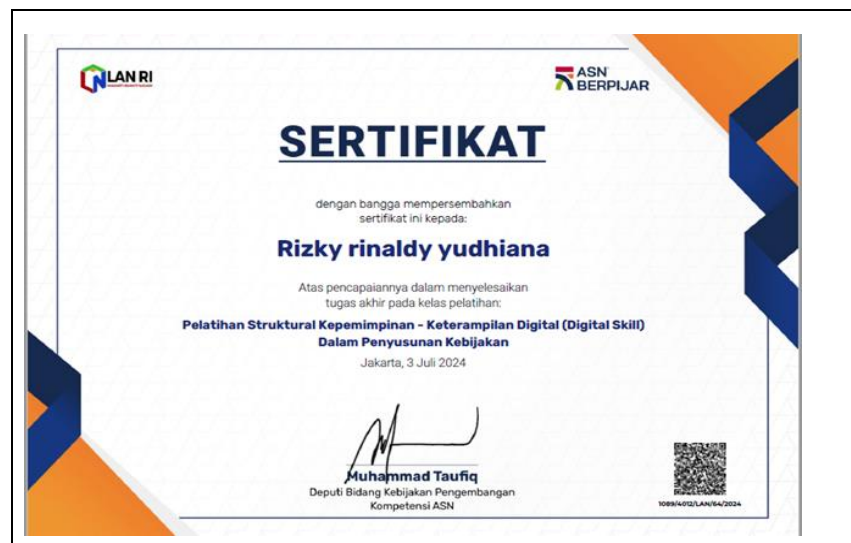 LAN RI
ASN
BERPIJAR
SERTIFIKAT
dengan bangga mempersembahkan
sertifikat ini kepada:
Rizky rinaldy yudhiana
Atas pencapaiannya dalam menyelesaikan
tugas akhir pada kelas pelatihan:
Pelatihan Struktural Kepemimpinan - Keterampilan Digital (Digital Skill)
Dalam Penyusunan Kebijakan
Jakarta, 3 Juli 2024
Muhammad Taufiq
Deputi Bidang Kebijakan Pengembangan
Kompetensi ASN
1089/4012/LAN/64/2024